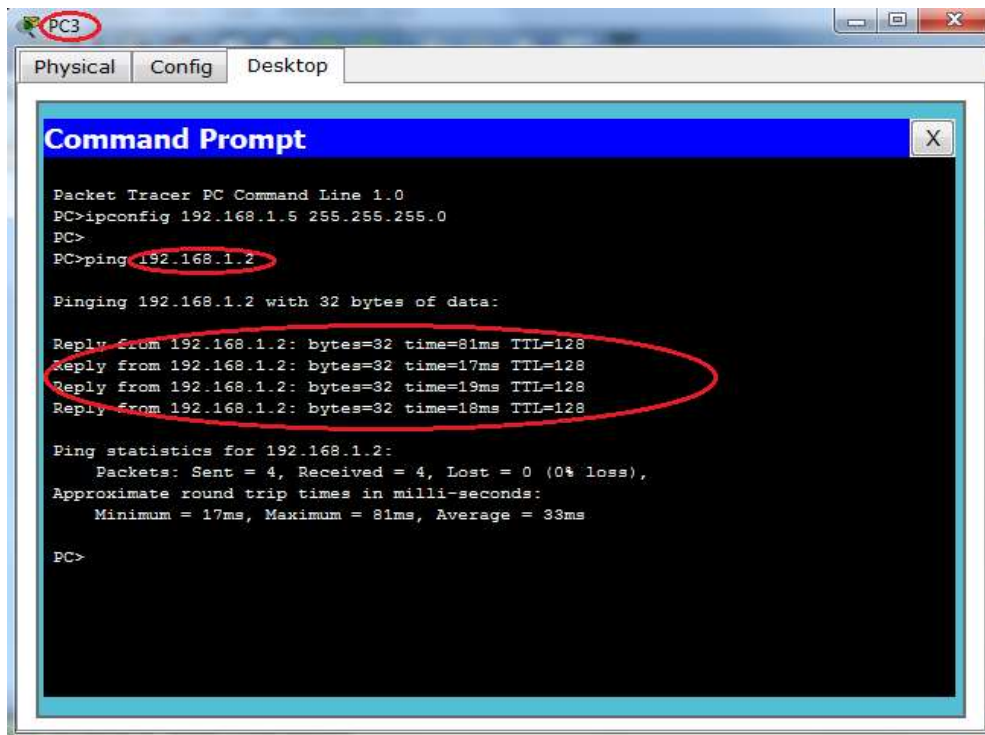 PC3
Physical Config Desktop
Command Prompt X
Packet Tracer PC Command Line 1.0
PC>ipconfig 192.168.1.5 255.255.255.0
PC>
PC>ping 192.168.1.2
Pinging 192.168.1.2 with 32 bytes of data:
Reply from 192.168.1.2: bytes=32 time=81ms TTL=128
Reply from 192.168.1.2: bytes=32 time=17ms TTL=128
Reply from 192.168.1.2: bytes=32 time=19ms TTL=128
Reply from 192.168.1.2: bytes=32 time=18ms TTL=128
Ping statistics for 192.168.1.2:
Packets: Sent = 4, Received = 4, Lost = 0 (0% loss),
Approximate round trip times in milli-seconds:
Minimum = 17ms, Maximum = 81ms, Average = 33ms
PC>